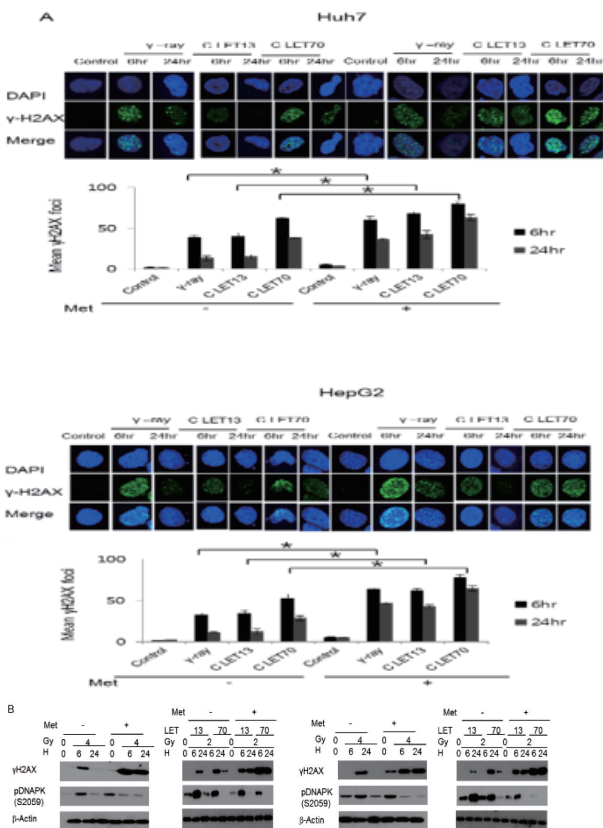 A Huh7
γ-ray C LET13 C LET70 γ-ray C LET13 C LET70
Control 6hr 24hr 6hr 24hr 6hr 24hr Control 6hr 24hr 6hr 24hr 6hr 24hr
DAPI
γ-H2AX
Merge
* 
*
*
100
50
0
Mean γH2AX foci
6hr
24hr
Control γ-ray C LET13 C LET70 Control γ-ray C LET13 C LET70
Met - +
HepG2
γ-ray C LET13 C LET70 γ-ray C LET13 C LET70
Control 6hr 24hr 6hr 24hr 6hr 24hr Control 6hr 24hr 6hr 24hr 6hr 24hr
DAPI
γ-H2AX
Merge
*
*
*
100
50
0
Mean γH2AX foci
6hr
24hr
Control γ-ray C LET13 C LET70 Control γ-ray C LET13 C LET70
Met - +
B
Met - + Met - + Met - + Met - +
LET 13 70 13 70 LET 13 70 13 70
Gy 0 4 0 4 Gy 0 2 0 2 Gy 0 4 0 4 Gy 0 2 0 2
H 6 24 6 24 H 0 6 24 6 24 0 6 24 6 24 H 0 6 24 0 6 24 H 0 6 24 6 24 0 6 24 6 24
γH2AX γH2AX
pDNAPK pDNAPK
(S2059) (S2059)
β-Actin β-Actin